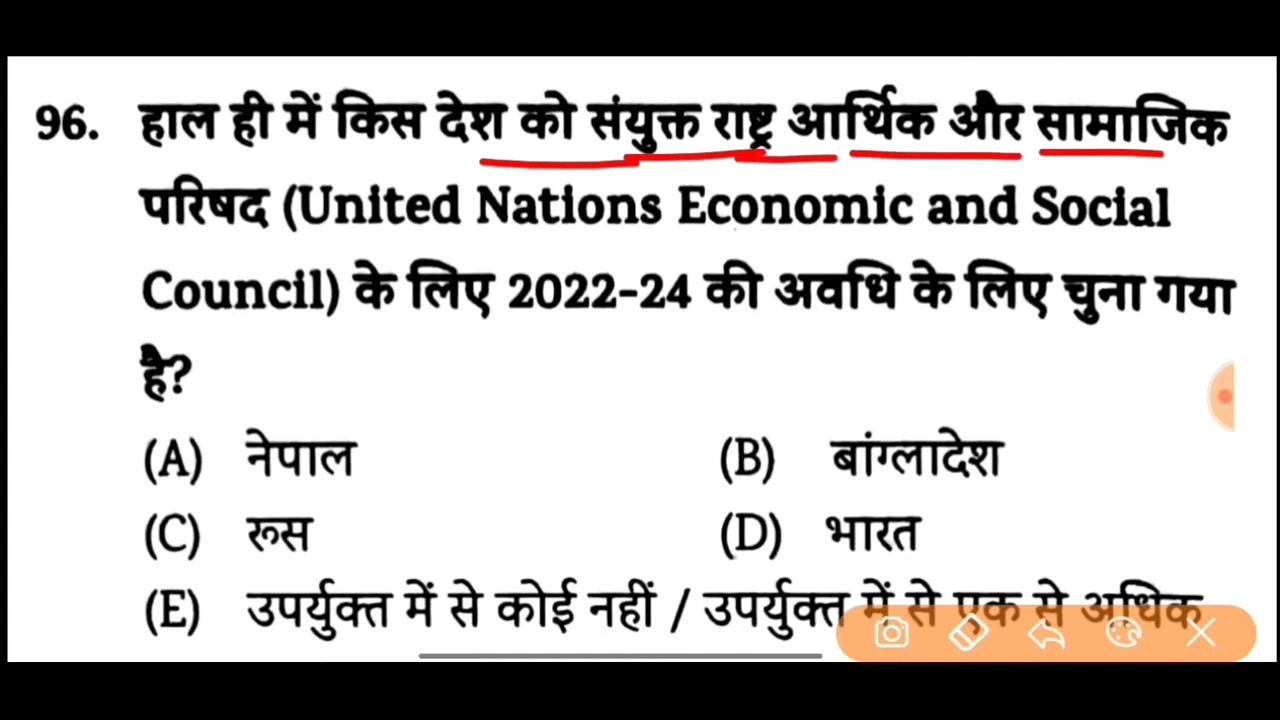 96. हाल ही में किस देश को संयुक्त राष्ट्र आर्थिक और सामाजिक
परिषद (United Nations Economic and Social
Council) के लिए 2022-24 की अवधि के लिए चुना गया
है?
(A) नेपाल (B) बांग्लादेश
(C) रूस (D) भारत
(E) उपर्युक्त में से कोई नहीं / उपर्युक्त में से एक से अधिक